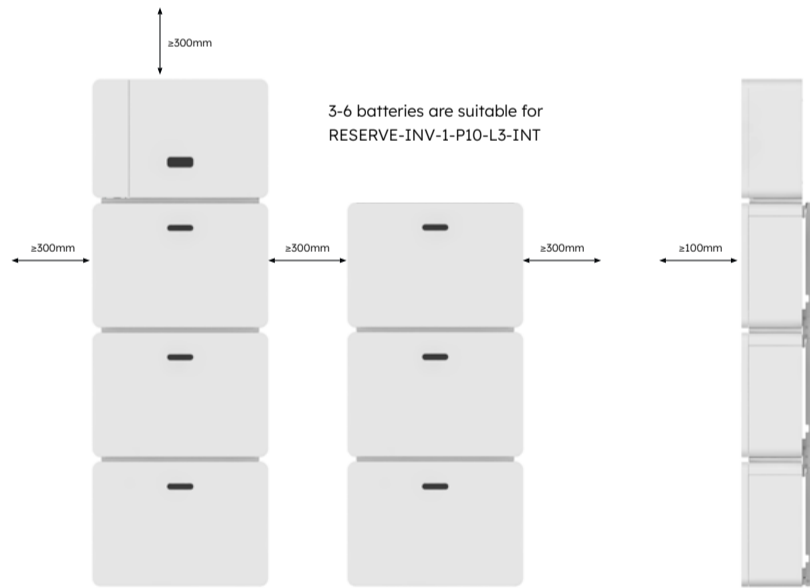 ≥300mm
3-6 batteries are suitable for
RESERVE-INV-1-P10-L3-INT
≥300mm
≥300mm
≥300mm
≥100mm